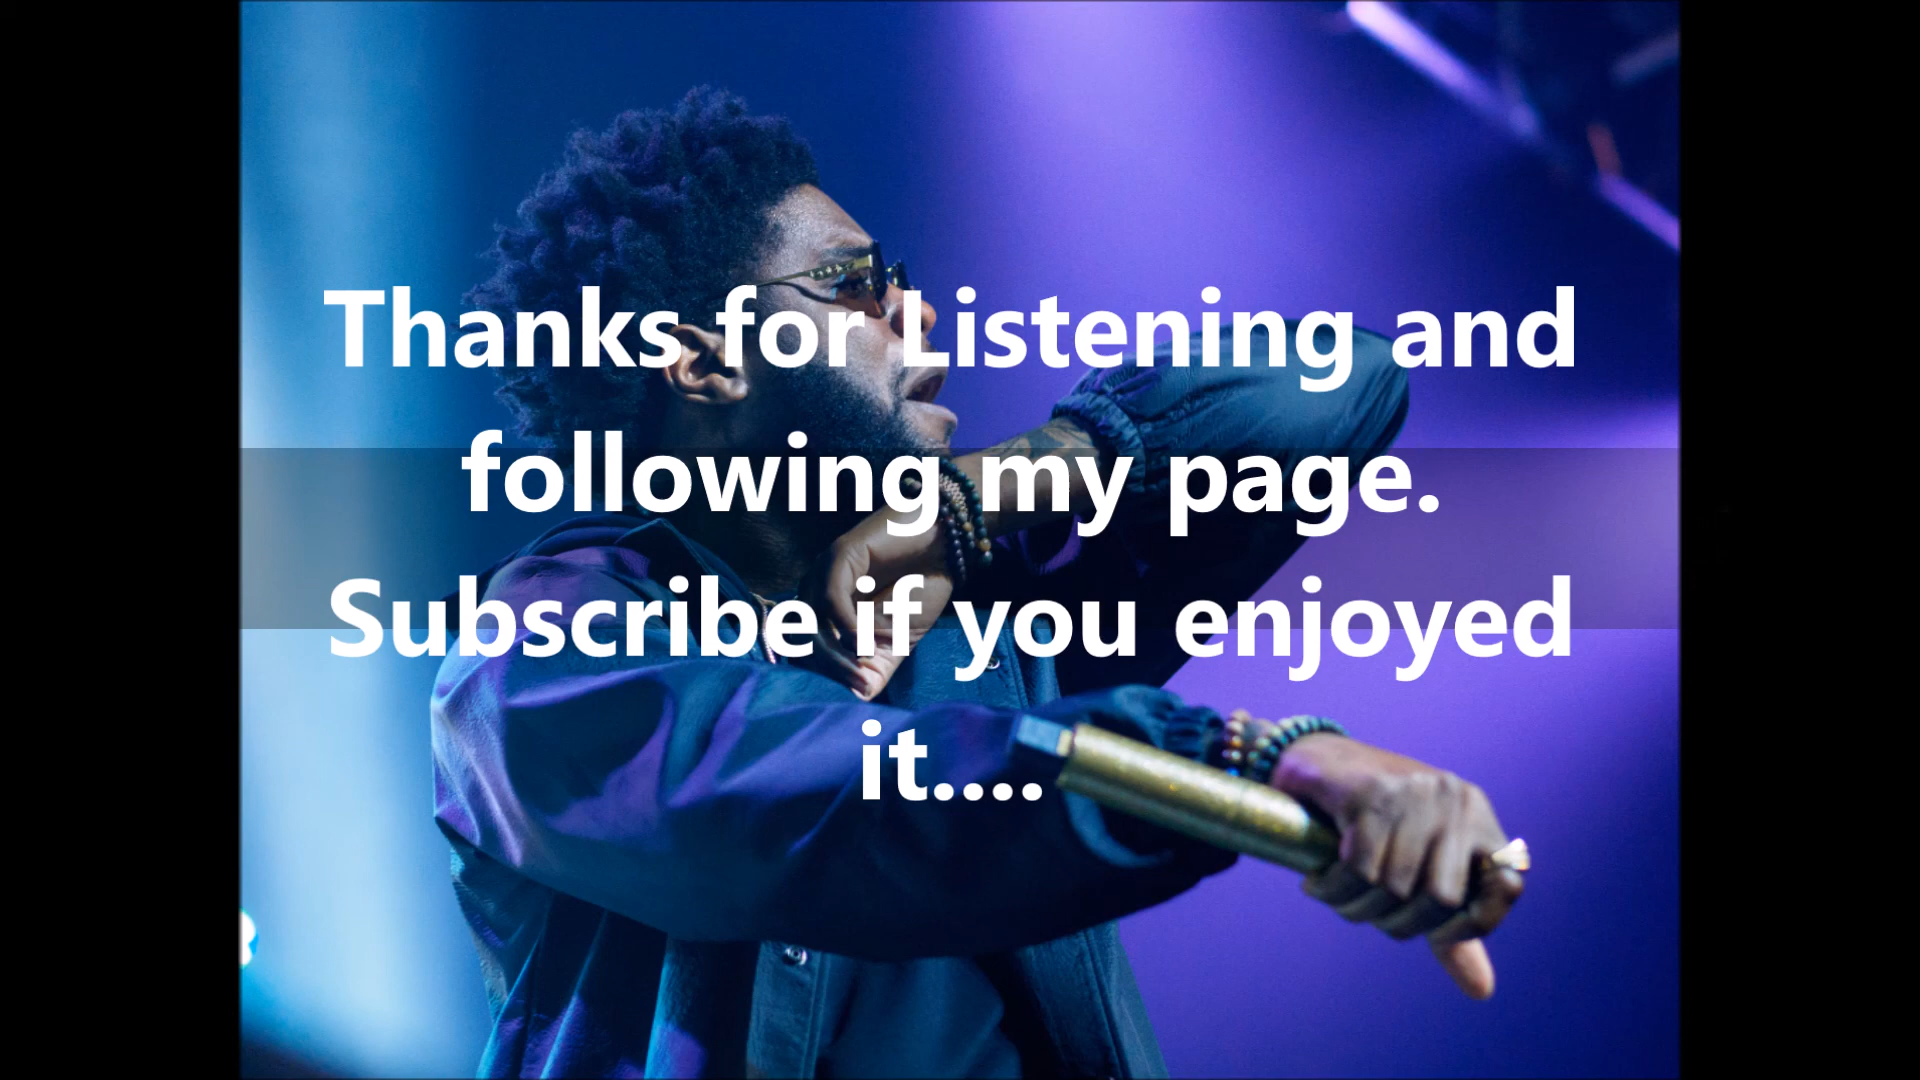 Thanks for Listening and
following my page.
Subscribe if you enjoyed
it....